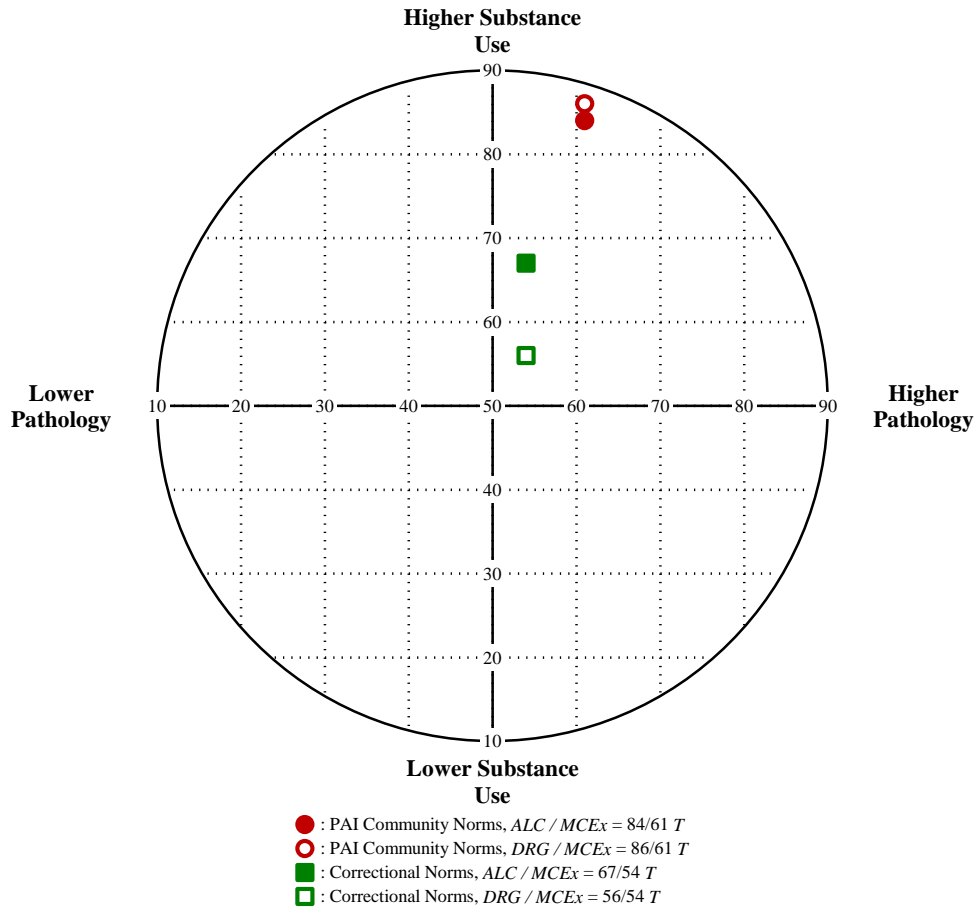 Higher Substance
Use
90
80
70
60
Lower
Pathology
10 20 30 40 50 60 70 80 90
Higher
Pathology
40
30
20
10
Lower Substance
Use
: PAI Community Norms, ALC / MCEx = 84/61 T
: PAI Community Norms, DRG / MCEx = 86/61 T
: Correctional Norms, ALC / MCEx = 67/54 T
: Correctional Norms, DRG / MCEx = 56/54 T